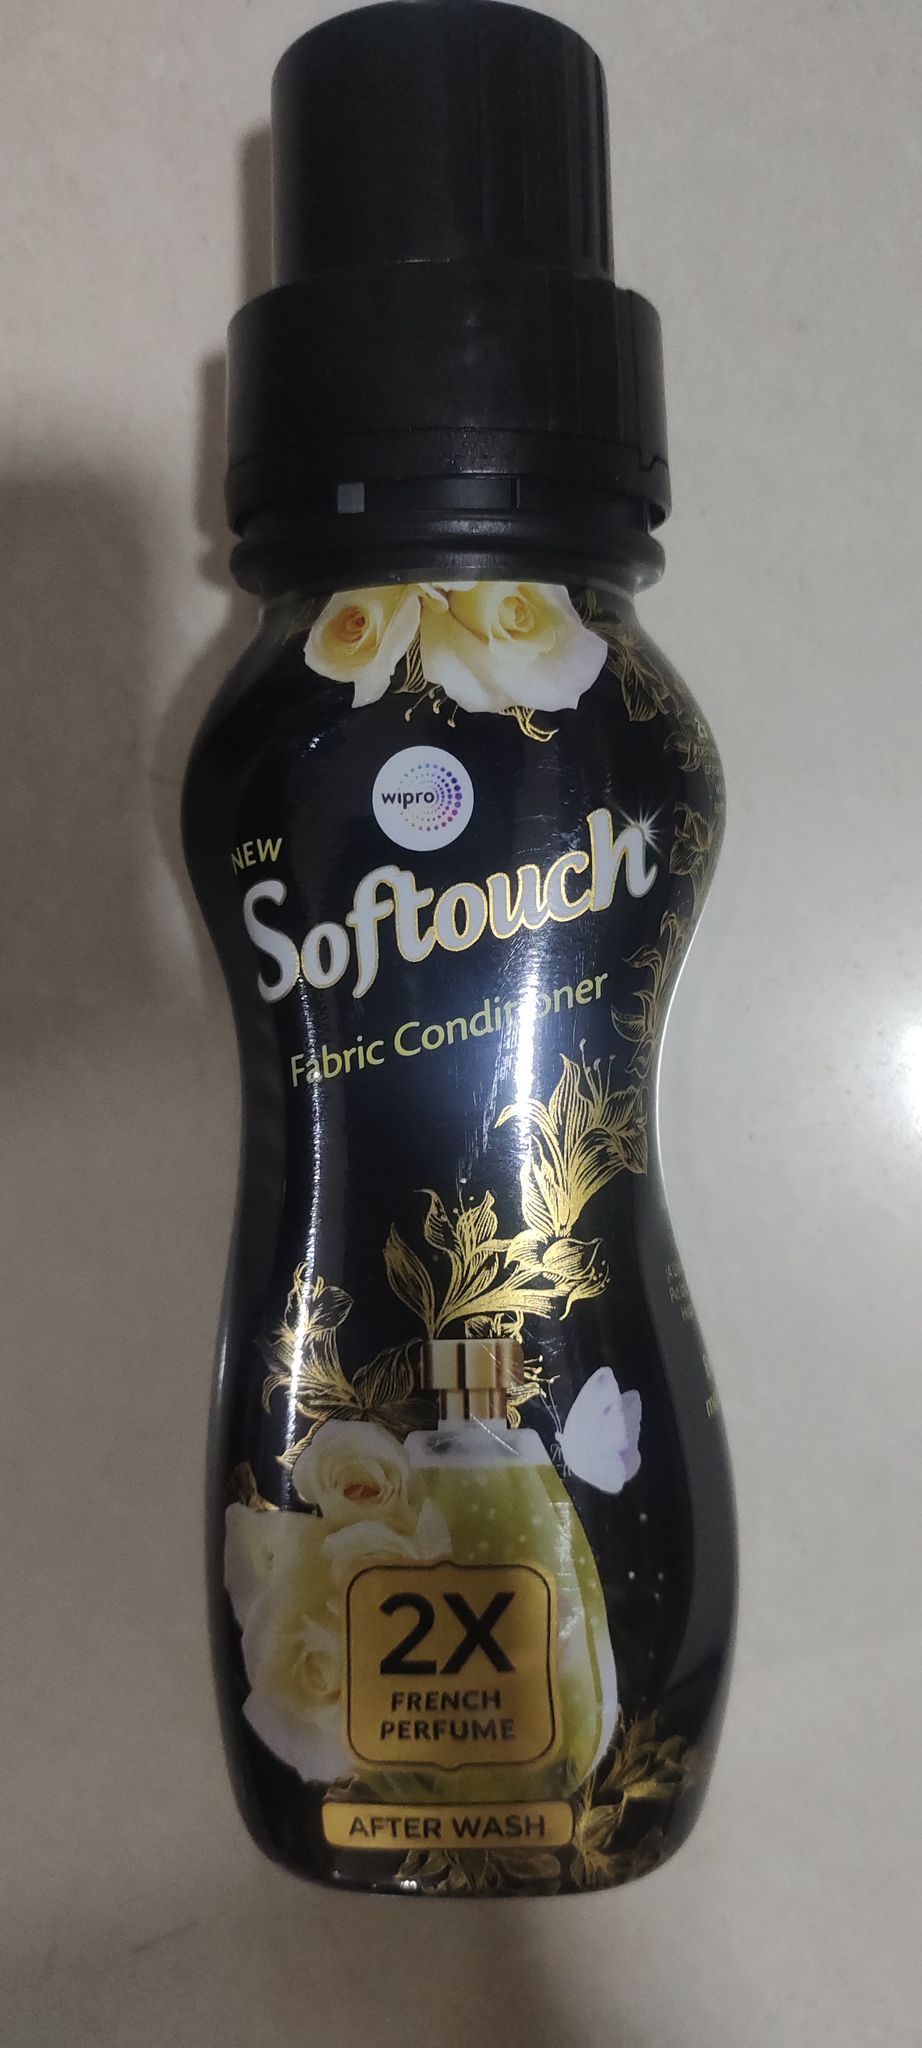 wipro
NEW
Softouch
Fabric Conditioner
2X
FRENCH
PERFUME
AFTER WASH